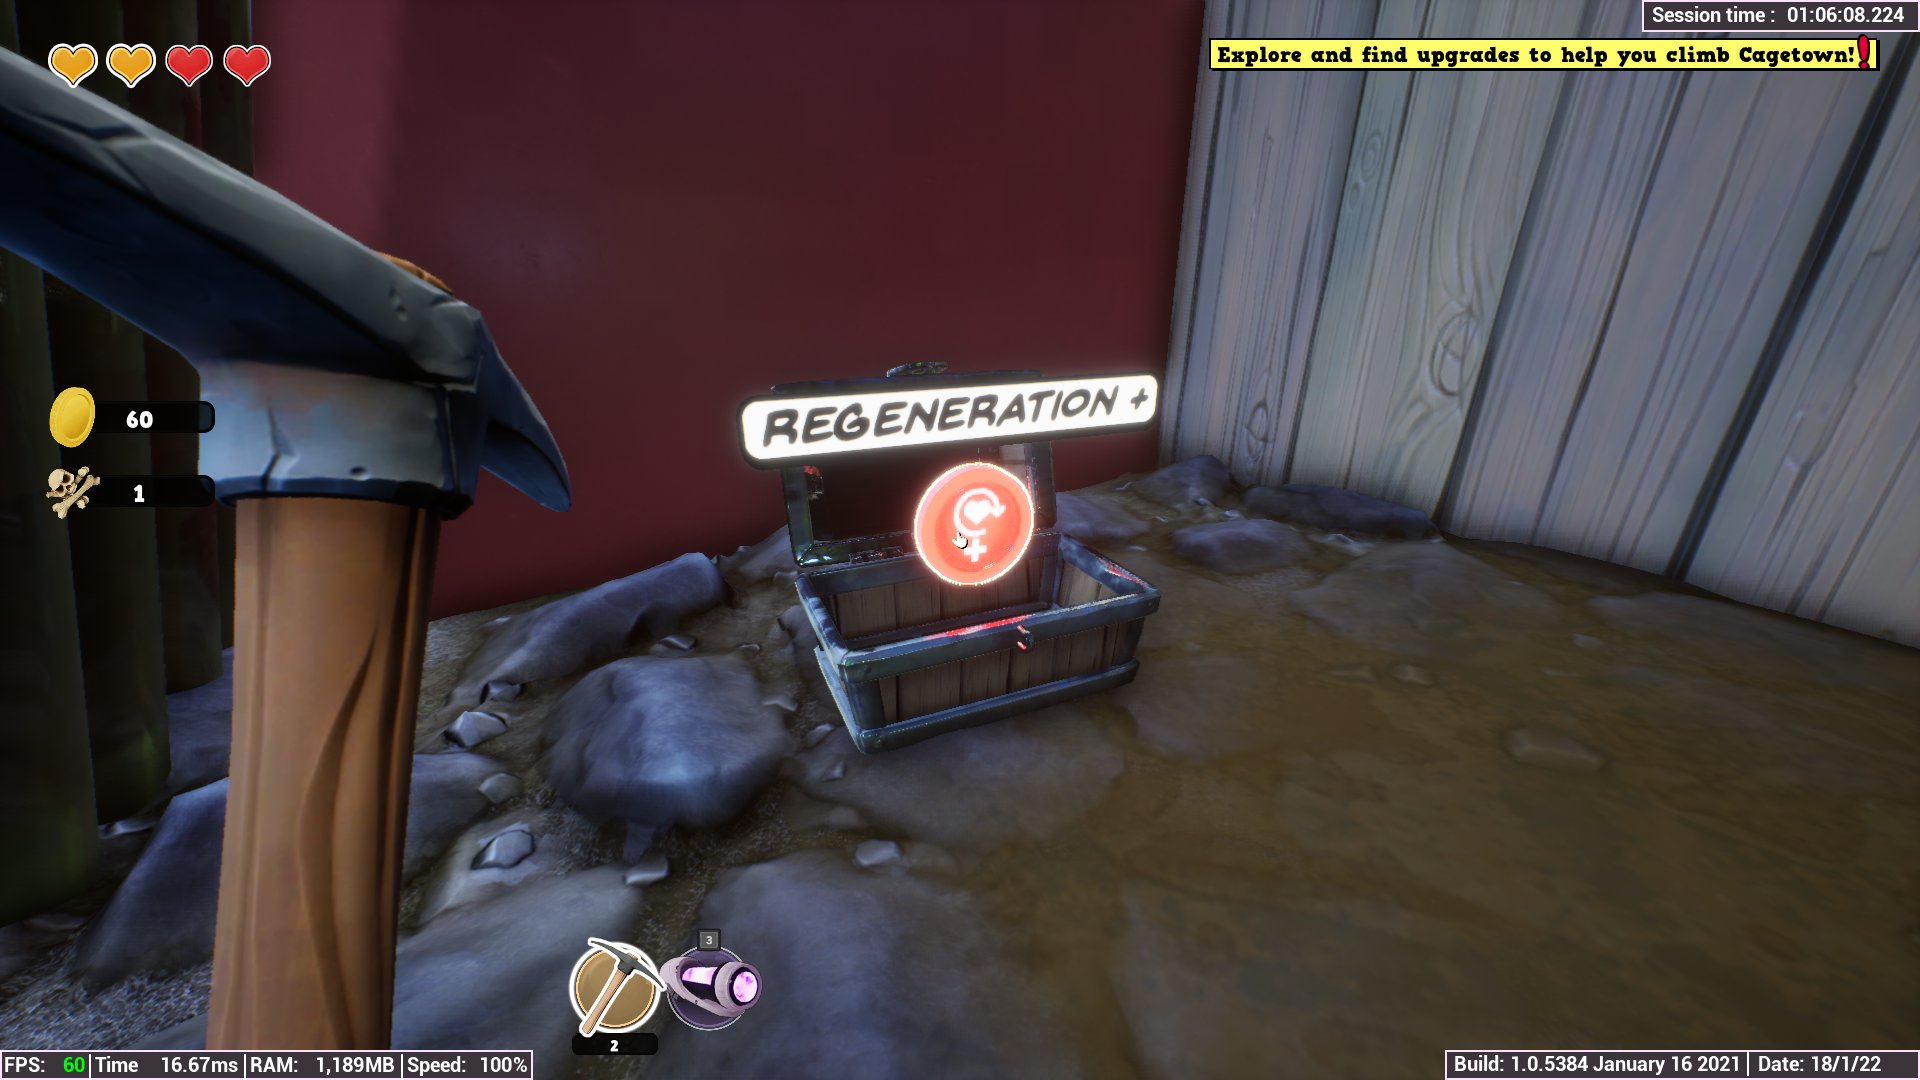 Session time : 01:06:08.224
Explore and find upgrades to help you climb Cagetown!
REGENERATION +
60
1
3
2
FPS: 60 Time 16.67ms RAM: 1,189MB Speed: 100%
Build: 1.0.5384 January 16 2021 Date: 18/1/22